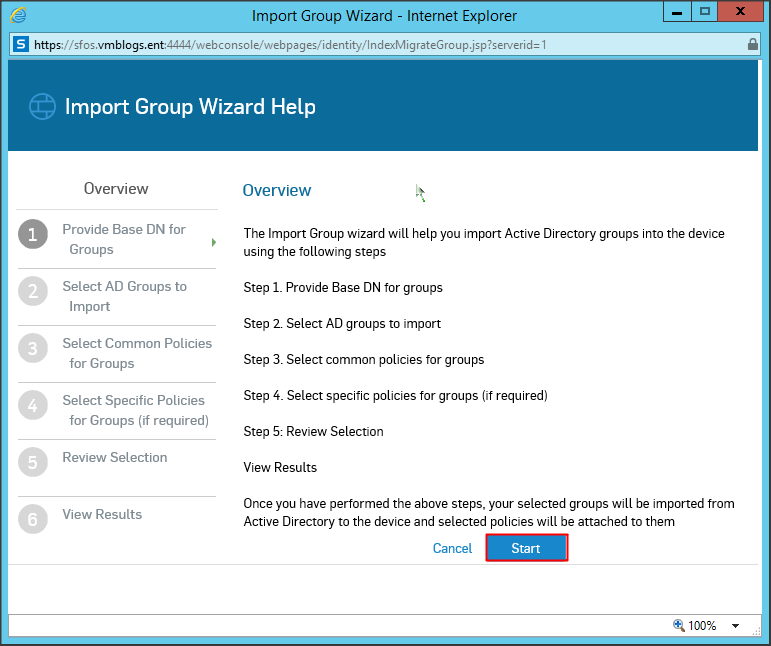 Import Group Wizard - Internet Explorer
S https://sfos.vmblogs.ent:4444/webconsole/webpages/identity/IndexMigrateGroup.jsp?serverid=1
Import Group Wizard Help
Overview
1 Provide Base DN for
Groups
2 Select AD Groups to
Import
3 Select Common Policies
for Groups
4 Select Specific Policies
for Groups (if required)
5 Review Selection
6 View Results
Overview
The Import Group wizard will help you import Active Directory groups into the device
using the following steps
Step 1. Provide Base DN for groups
Step 2. Select AD groups to import
Step 3. Select common policies for groups
Step 4. Select specific policies for groups (if required)
Step 5: Review Selection
View Results
Once you have performed the above steps, your selected groups will be imported from
Active Directory to the device and selected policies will be attached to them
Cancel Start
100%